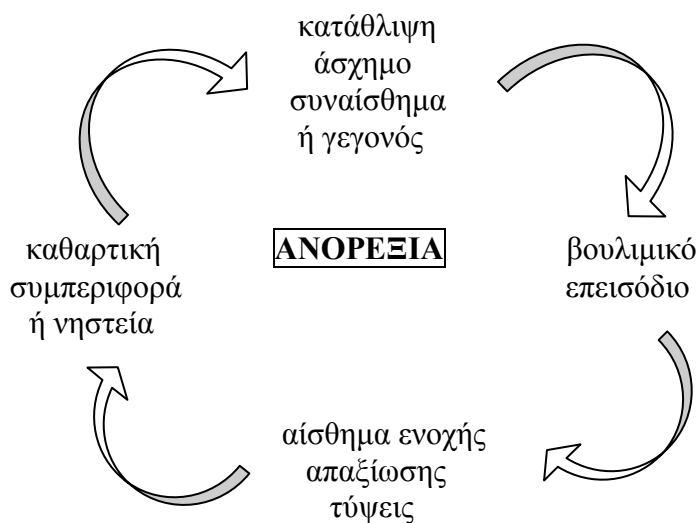 κατάθλιψη
άσχημο
συναίσθημα
ή γεγονός
βουλιμικό
επεισόδιο
αίσθημα ενοχής
απαξίωσης
τύψεις
καθαρτική
συμπεριφορά
ή νηστεία
ΑΝΟΡΕΞΙΑ